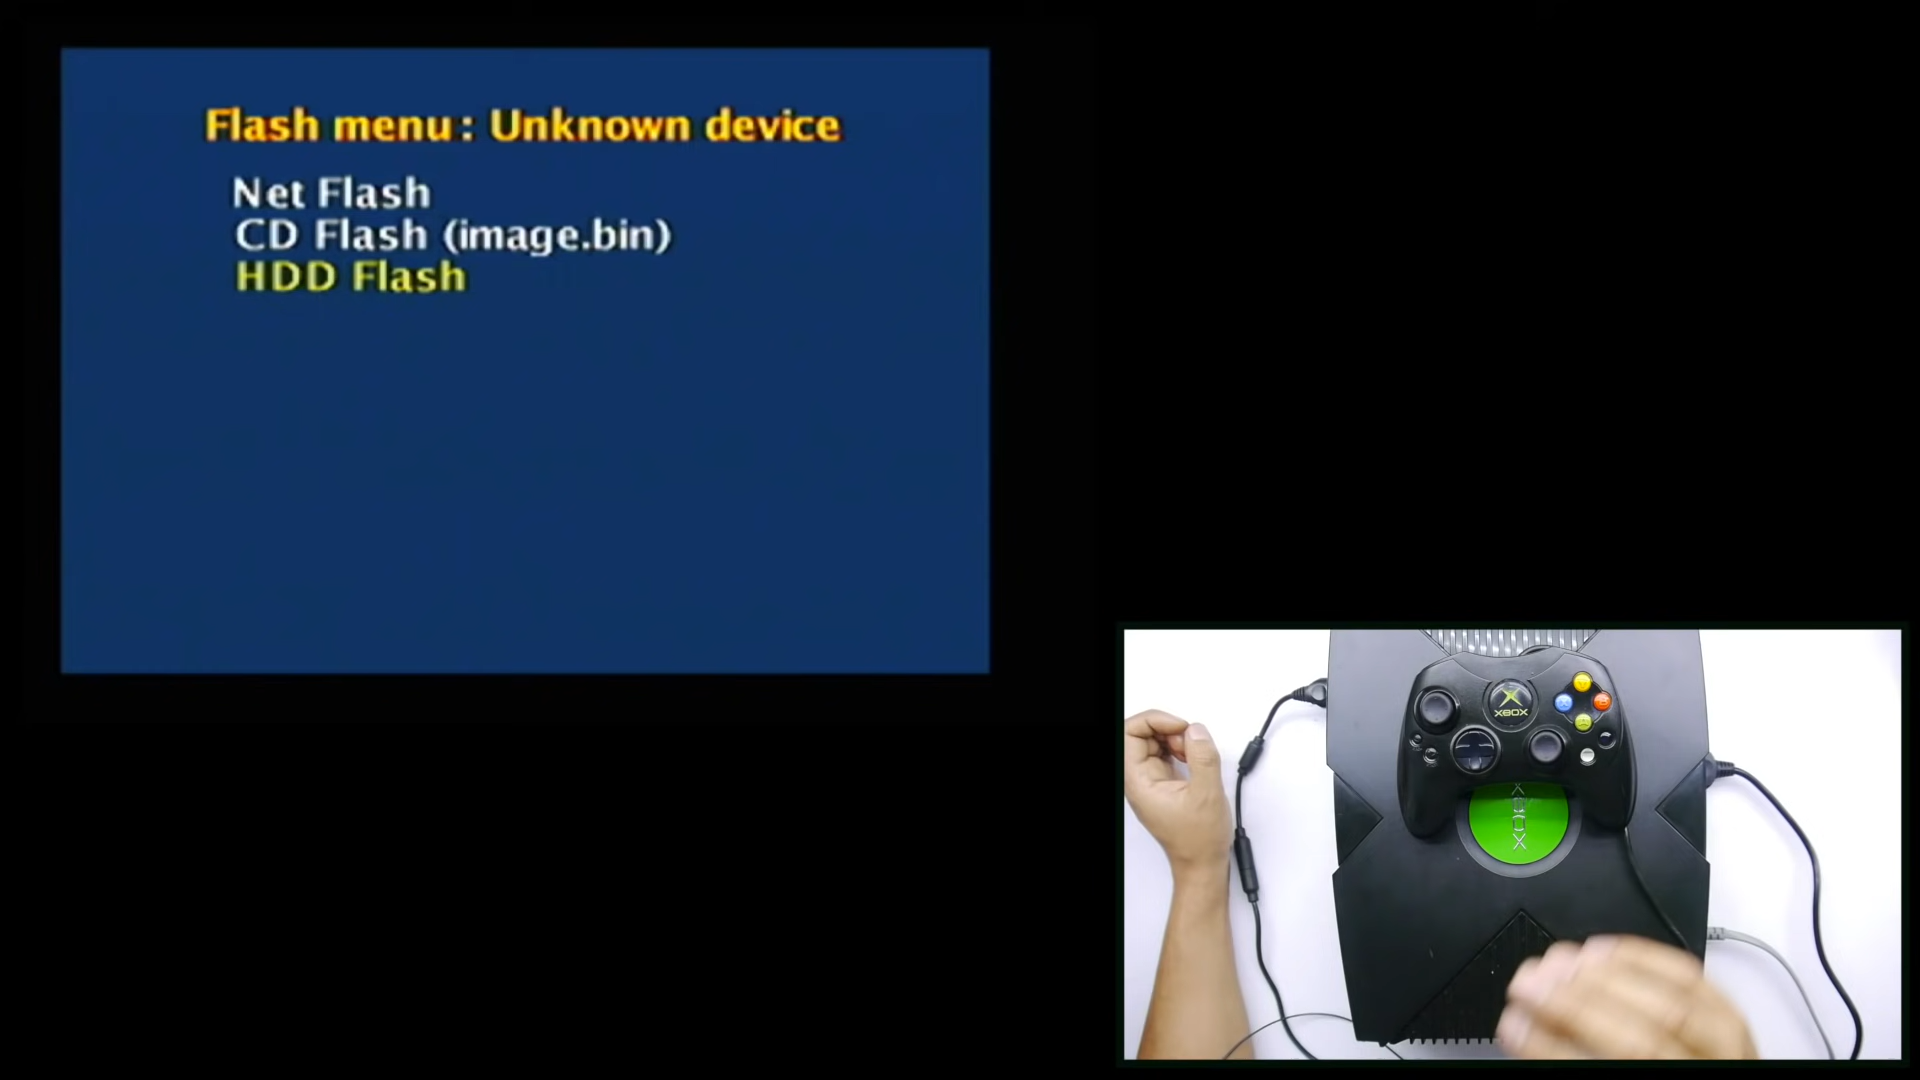 Flash menu: Unknown device
Net Flash
CD Flash (image.bin)
HDD Flash
XBOX
XBOX